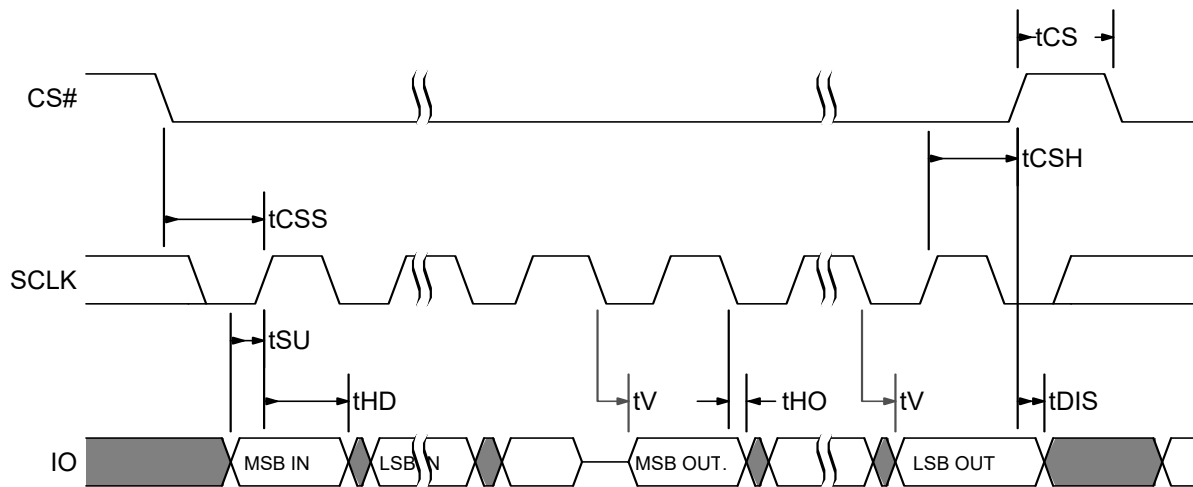 tCS
CS#
tCSH
tCSS
SCLK
tSU
tHD
tV
tHO
tV
tDIS
IO
MSB IN
LSB IN
MSB OUT.
LSB OUT